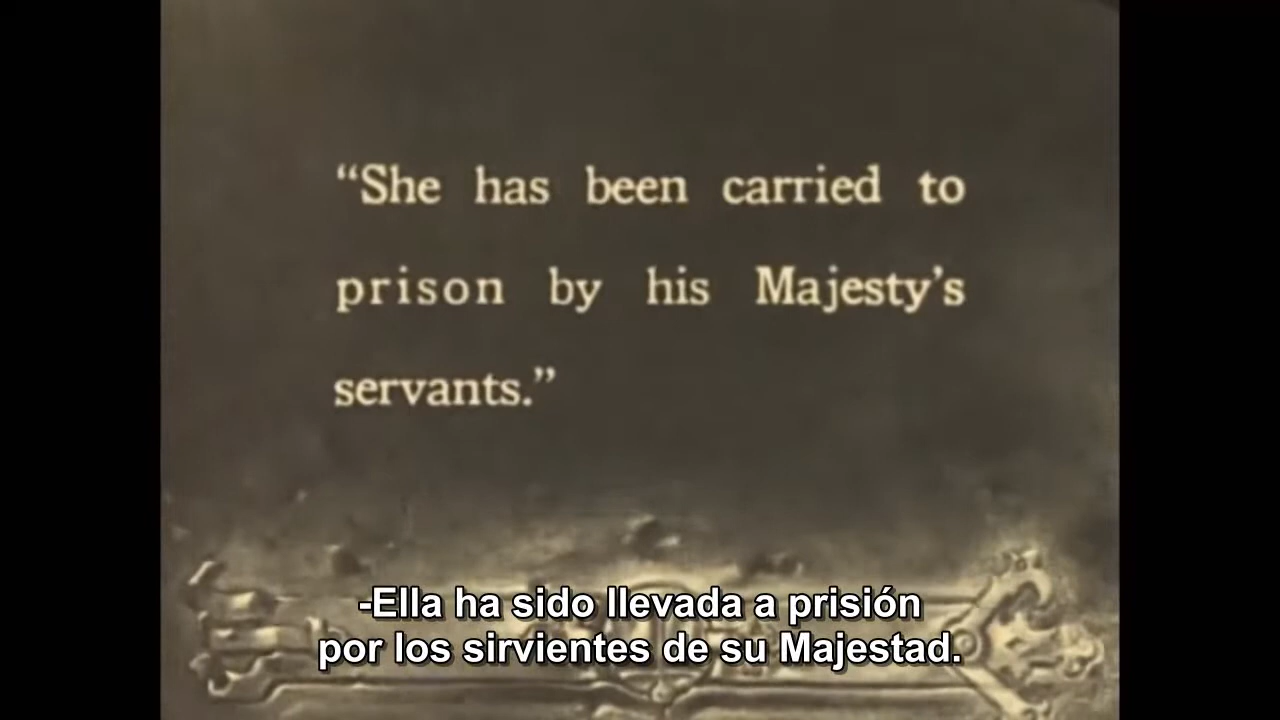 “She has been carried to
prison by his Majesty’s
servants.”
-Ella ha sido llevada a prisión
por los sirvientes de su Majestad.